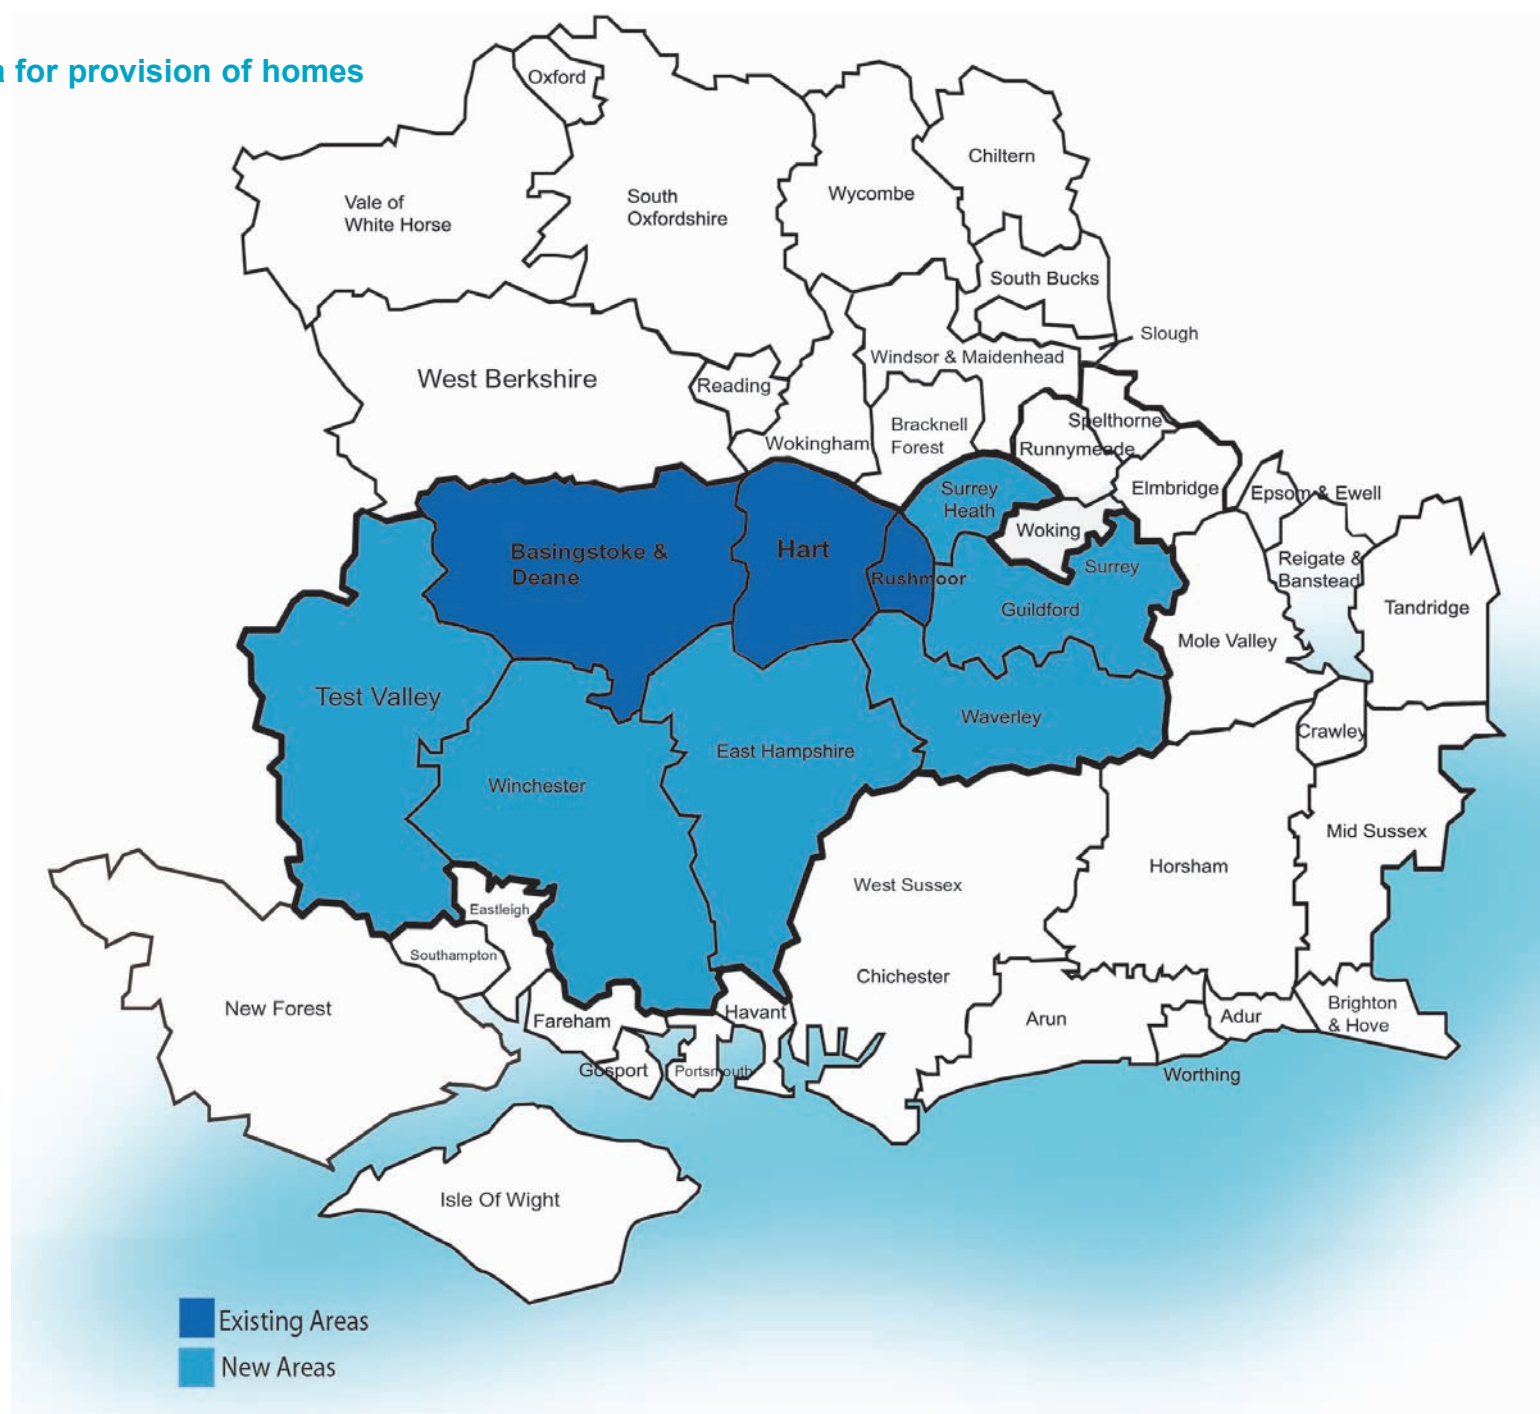 for provision of homes
Oxford
Chiltern
Wycombe
South
Oxfordshire
Vale of
White Horse
South Bucks
Slough
Windsor & Maidenhead
West Berkshire
Reading
Spelthorne
Bracknell
Forest
Wokingham
Runnymeade
Elmbridge
Epsom & Ewell
Surrey
Heath
Woking
Basingstoke &
Deane
Hart
Rushmoor
Surrey
Reigate &
Banstead
Guildford
Tandridge
Mole Valley
Test Valley
Waverley
Crawley
East Hampshire
Winchester
Mid Sussex
Horsham
West Sussex
Eastleigh
Southampton
Chichester
New Forest
Fareham
Havant
Arun
Adur
Brighton
& Hove
Gosport
Portsmouth
Worthing
Isle Of Wight
Existing Areas
New Areas